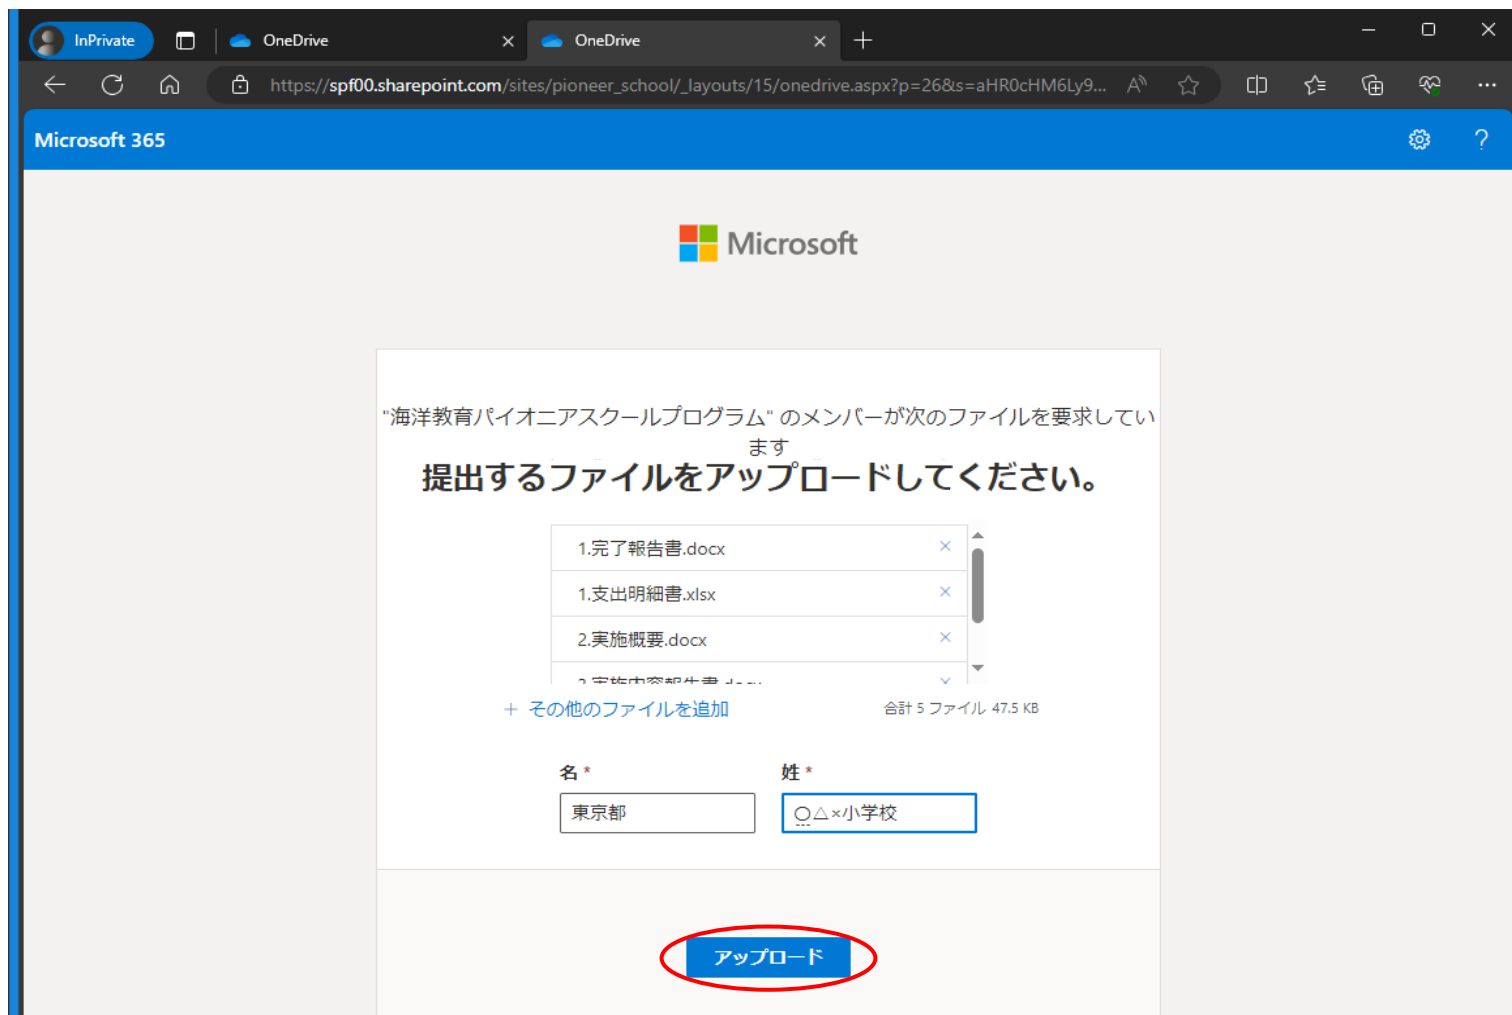 InPrivate
OneDrive
OneDrive
https://spf00.sharepoint.com/sites/pioneer_school/_layouts/15/onedrive.aspx?p=26&s=aHR0cHM6Ly9...
Microsoft 365
Microsoft
"海洋教育パイオニアスクールプログラム" のメンバーが次のファイルを要求してい
ます
提出するファイルをアップロードしてください。
1.完了報告書.docx
1.支出明細書.xlsx
2.実施概要.docx
+ その他のファイルを追加
合計 5 ファイル 47.5 KB
名 *
姓 *
東京都
○△×小学校
アップロード